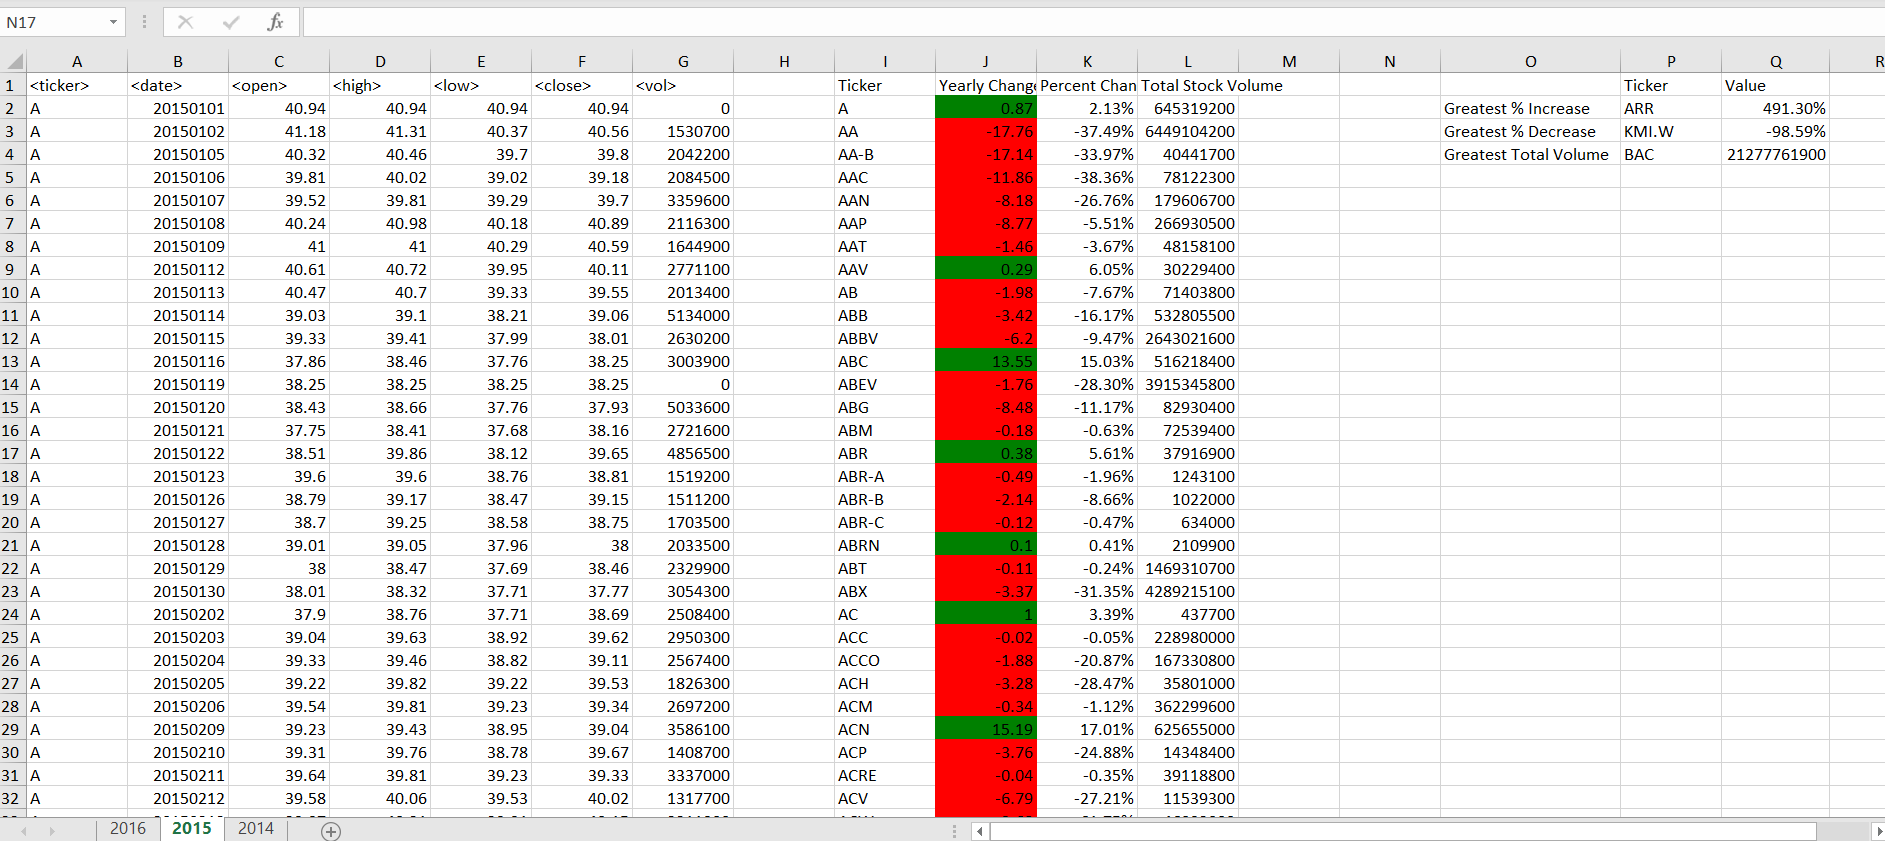 N17 fx
A B C D E F G H I J K L M N O P Q R
1 <ticker> <date> <open> <high> <low> <close> <vol> Ticker Yearly Change Percent Chan Total Stock Volume Ticker Value
2 A 20150101 40.94 40.94 40.94 40.94 0 A 0.87 2.13% 645319200 Greatest % Increase ARR 491.30%
3 A 20150102 41.18 41.31 40.37 40.56 1530700 AA -17.76 -37.49% 6449104200 Greatest % Decrease KMI.W -98.59%
4 A 20150105 40.32 40.46 39.7 39.8 2042200 AA-B -17.14 -33.97% 40441700 Greatest Total Volume BAC 21277761900
5 A 20150106 39.81 40.02 39.02 39.18 2084500 AAC -11.86 -38.36% 78122300
6 A 20150107 39.52 39.81 39.29 39.7 3359600 AAN -8.18 -26.76% 179606700
7 A 20150108 40.24 40.98 40.18 40.89 2116300 AAP -8.77 -5.51% 266930500
8 A 20150109 41 41 40.29 40.59 1644900 AAT -1.46 -3.67% 48158100
9 A 20150112 40.61 40.72 39.95 40.11 2771100 AAV 0.29 6.05% 30229400
10 A 20150113 40.47 40.7 39.33 39.55 2013400 AB -1.98 -7.67% 71403800
11 A 20150114 39.03 39.1 38.21 39.06 5134000 ABB -3.42 -16.17% 532805500
12 A 20150115 39.33 39.41 37.99 38.01 2630200 ABBV -6.2 -9.47% 2643021600
13 A 20150116 37.86 38.46 37.76 38.25 3003900 ABC 13.55 15.03% 516218400
14 A 20150119 38.25 38.25 38.25 38.25 0 ABEV -1.76 -28.30% 3915345800
15 A 20150120 38.43 38.66 37.76 37.93 5033600 ABG -8.48 -11.17% 82930400
16 A 20150121 37.75 38.41 37.68 38.16 2721600 ABM -0.18 -0.63% 72539400
17 A 20150122 38.51 39.86 38.12 39.65 4856500 ABR 0.38 5.61% 37916900
18 A 20150123 39.6 39.6 38.76 38.81 1519200 ABR-A -0.49 -1.96% 1243100
19 A 20150126 38.79 39.17 38.47 39.15 1511200 ABR-B -2.14 -8.66% 1022000
20 A 20150127 38.7 39.25 38.58 38.75 1703500 ABR-C -0.12 -0.47% 634000
21 A 20150128 39.01 39.05 37.96 38 2033500 ABRN 0.1 0.41% 2109900
22 A 20150129 38 38.47 37.69 38.46 2329900 ABT -0.11 -0.24% 1469310700
23 A 20150130 38.01 38.32 37.71 37.77 3054300 ABX -3.37 -31.35% 4289215100
24 A 20150202 37.9 38.76 37.71 38.69 2508400 AC 1 3.39% 437700
25 A 20150203 39.04 39.63 38.92 39.62 2950300 ACC -0.02 -0.05% 228980000
26 A 20150204 39.33 39.46 38.82 39.11 2567400 ACCO -1.88 -20.87% 167330800
27 A 20150205 39.22 39.82 39.22 39.53 1826300 ACH -3.28 -28.47% 35801000
28 A 20150206 39.54 39.81 39.23 39.34 2697200 ACM -0.34 -1.12% 362299600
29 A 20150209 39.23 39.43 38.95 39.04 3586100 ACN 15.19 17.01% 625655000
30 A 20150210 39.31 39.76 38.78 39.67 1408700 ACP -3.76 -24.88% 14348400
31 A 20150211 39.64 39.81 39.23 39.33 3337000 ACRE -0.04 -0.35% 39118800
32 A 20150212 39.58 40.06 39.53 40.02 1317700 ACV -6.79 -27.21% 11539300
2016 2015 2014